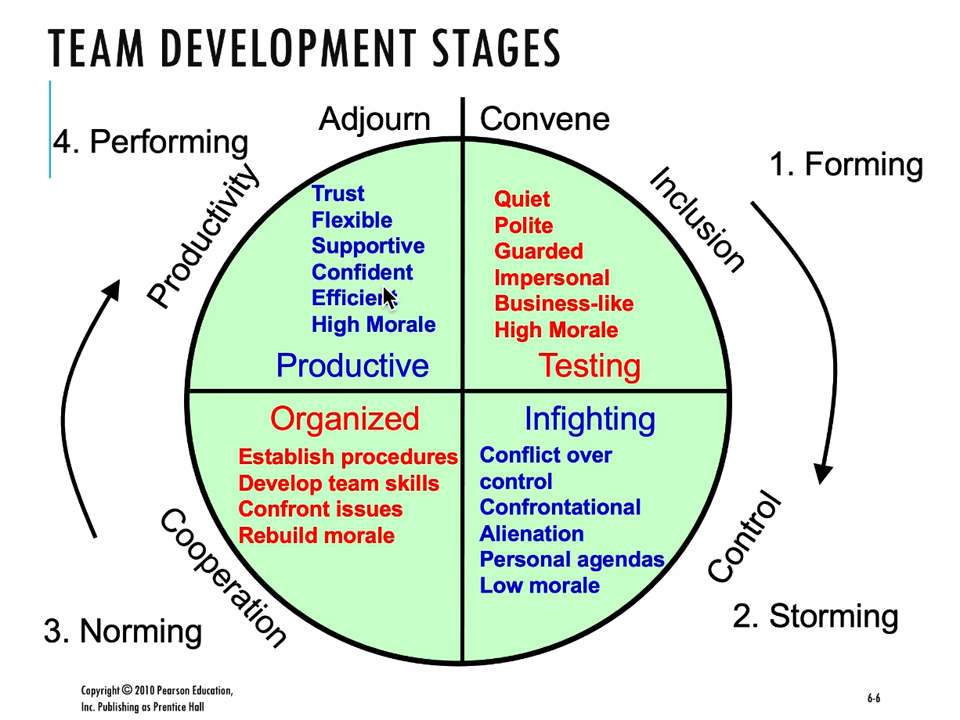 TEAM DEVELOPMENT STAGES
Adjourn
Convene
4. Performing
1. Forming
Productivity
Inclusion
Trust
Flexible
Supportive
Confident
Efficient
High Morale
Productive
Quiet
Polite
Guarded
Impersonal
Business-like
High Morale
Testing
Organized
Establish procedures
Develop team skills
Confront issues
Rebuild morale
Infighting
Conflict over
control
Confrontational
Alienation
Personal agendas
Low morale
Cooperation
Control
3. Norming
2. Storming
Copyright © 2010 Pearson Education,
Inc. Publishing as Prentice Hall
6-6